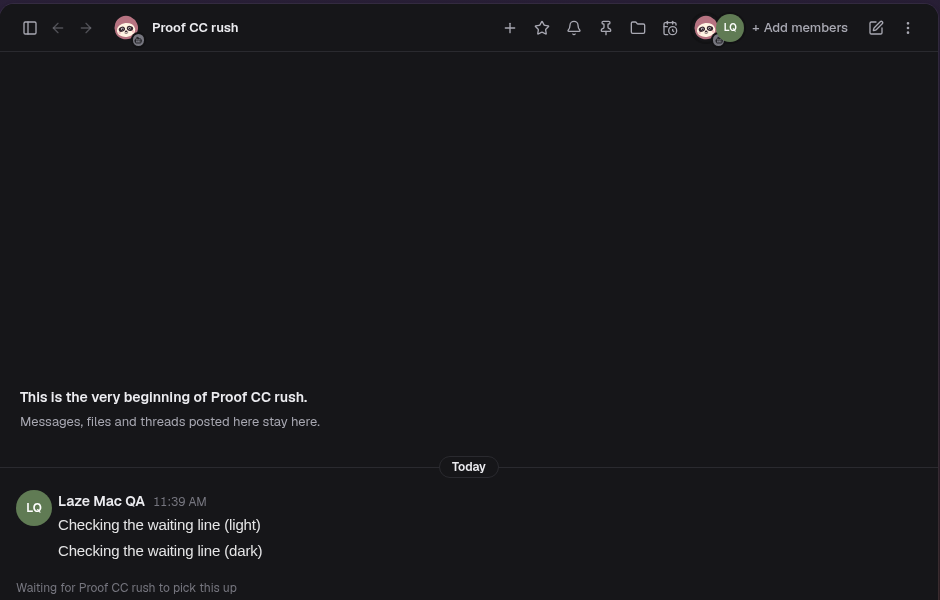 Proof CC rush
LQ
+ Add members
This is the very beginning of Proof CC rush.
Messages, files and threads posted here stay here.
Today
LQ
Laze Mac QA 11:39 AM
Checking the waiting line (light)
Checking the waiting line (dark)
Waiting for Proof CC rush to pick this up